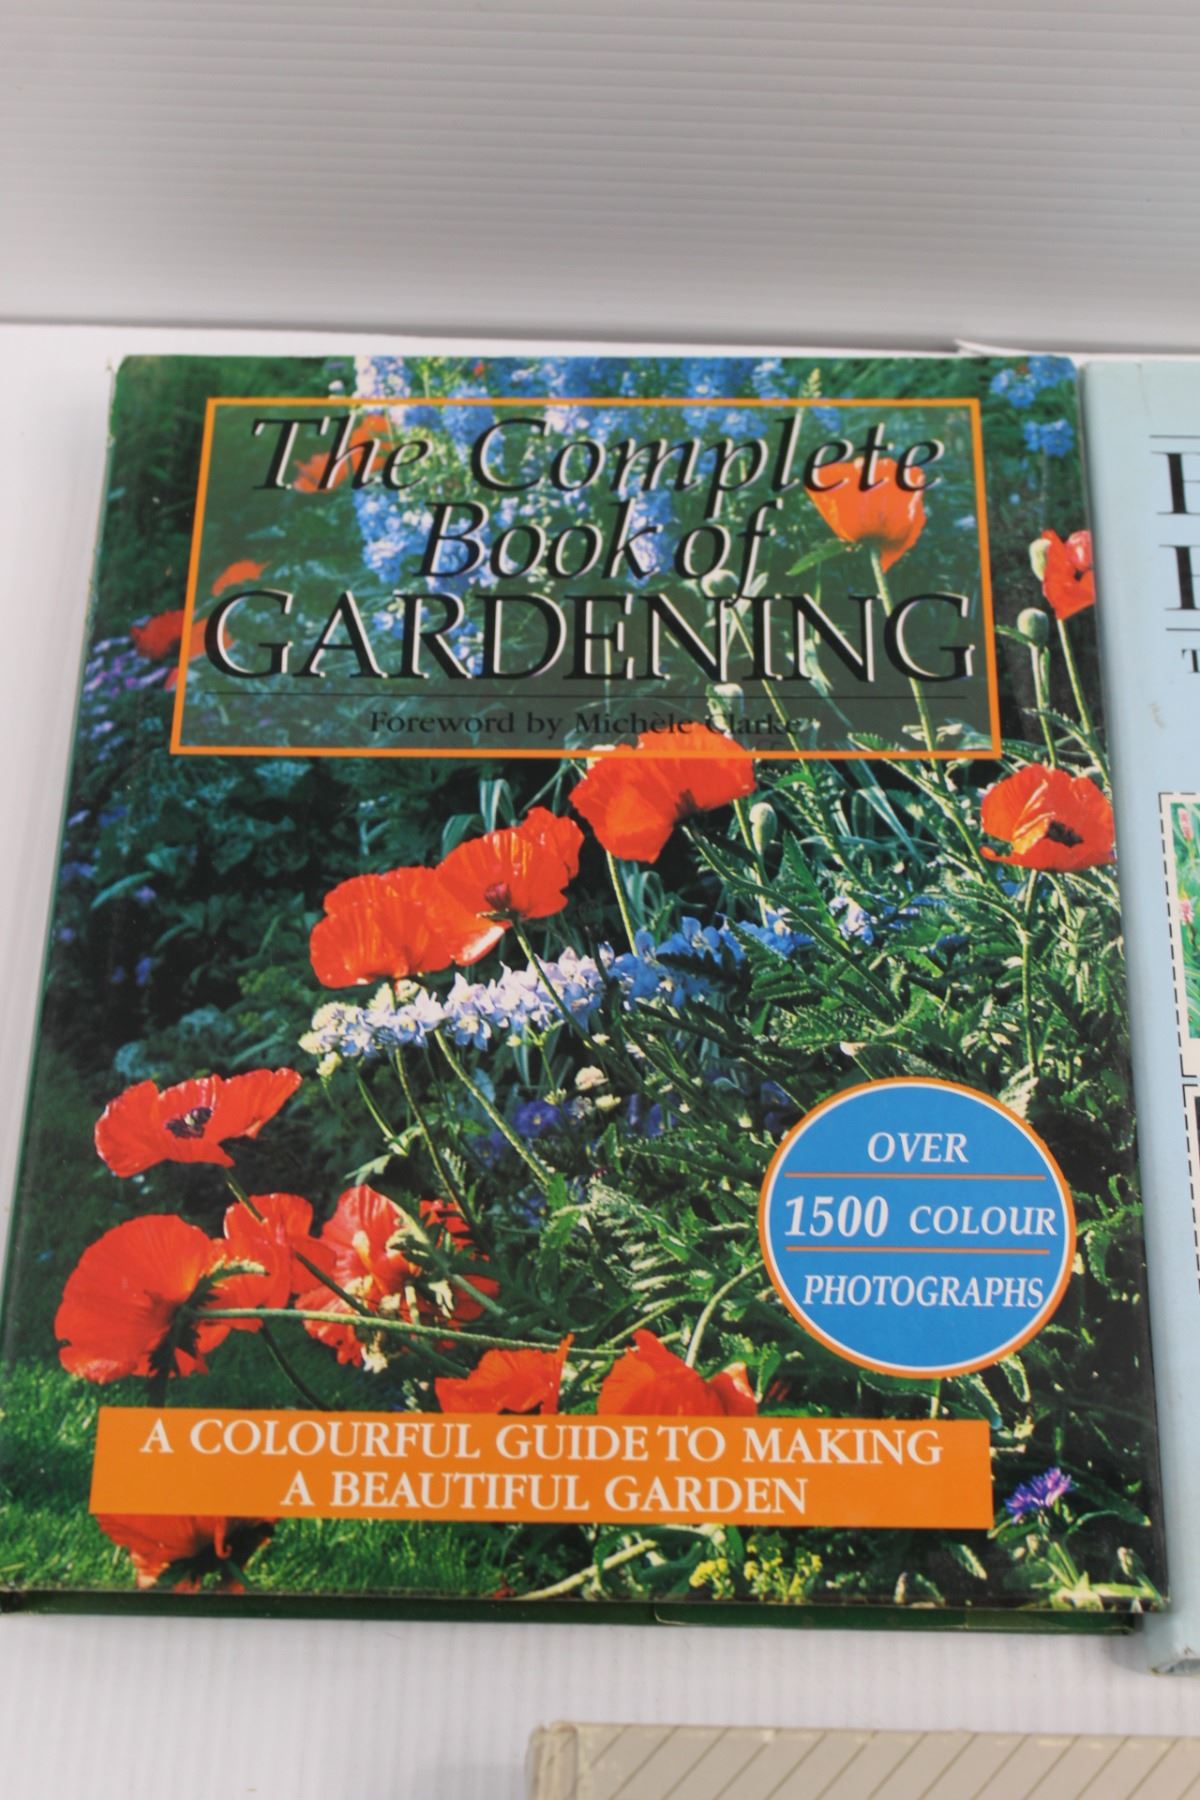 The Complete
Book of
GARDENING
Foreword by Michèle Clarke
OVER
1500 COLOUR
PHOTOGRAPHS
A COLOURFUL GUIDE TO MAKING
A BEAUTIFUL GARDEN